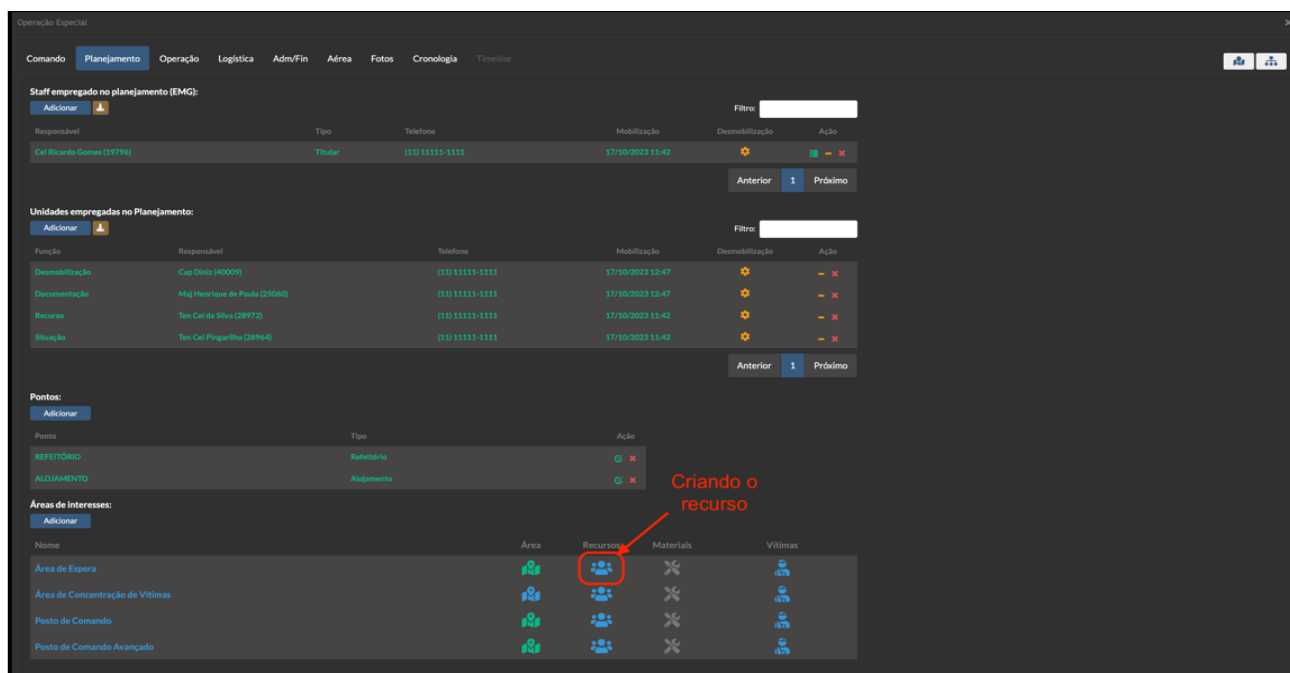 Operação Especial
Comando Planejamento Operação Logística Adm/Fin Aérea Fotos Cronologia Timeline
Staff empregado no planejamento (EMG):
Adicionar Filtro:
Responsável Tipo Telefone Mobilização Desmobilização Ação
Cel Ricardo Gomes (19796) Titular (11) 11111-1111 17/10/2023 11:42
Anterior 1 Próximo
Unidades empregadas no Planejamento:
Adicionar Filtro:
Função Responsável Telefone Mobilização Desmobilização Ação
Desmobilização Cap Diniz (40009) (11) 11111-1111 17/10/2023 12:47
Documentação Maj Henrique de Paula (25060) (11) 11111-1111 17/10/2023 12:47
Recurso Ten Cel da Silva (28972) (11) 11111-1111 17/10/2023 11:42
Situação Ten Cel Pingarilho (28964) (11) 11111-1111 17/10/2023 11:42
Anterior 1 Próximo
Pontos:
Adicionar
Ponto Tipo Ação
REFEITÓRIO Refeitório
ALOJAMENTO Alojamento
Criando o
recurso
Áreas de interesses:
Adicionar
Nome Área Recursos Materiais Vítimas
Área de Espera
Área de Concentração de Vítimas
Posto de Comando
Posto de Comando Avançado